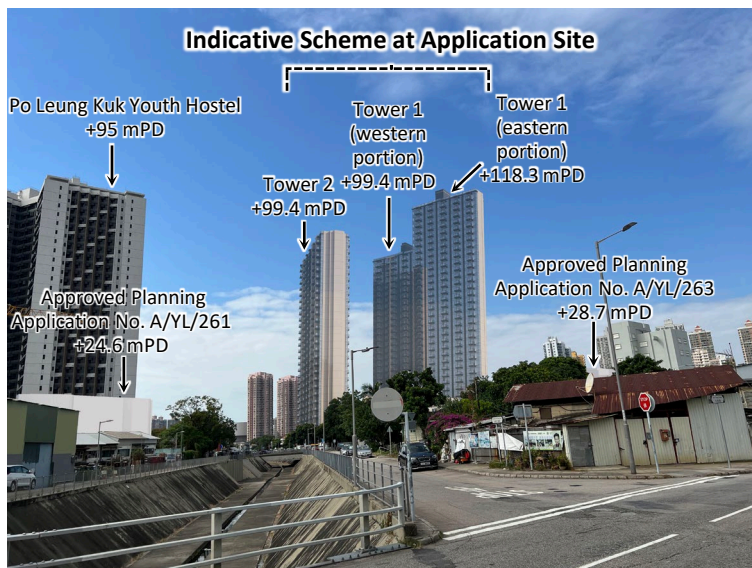 Indicative Scheme at Application Site
Po Leung Kuk Youth Hostel
+95 mPD
Tower 2
+99.4 mPD
Tower 1
(western
portion)
+99.4 mPD
Tower 1
(eastern
portion)
+118.3 mPD
Approved Planning
Application No. A/YL/261
+24.6 mPD
Approved Planning
Application No. A/YL/263
+28.7 mPD